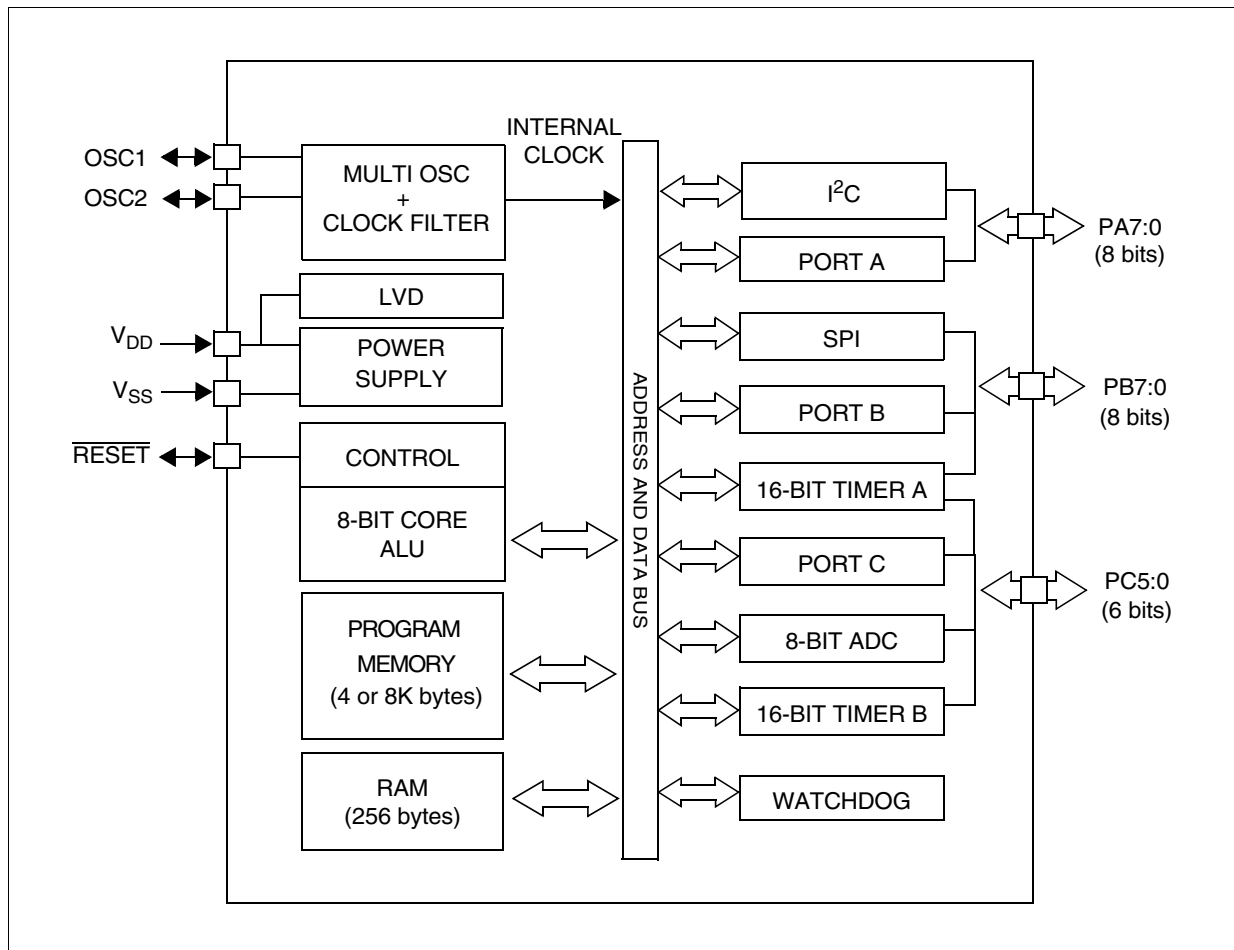 OSC1
OSC2
MULTI OSC
+
CLOCK FILTER
INTERNAL
CLOCK
LVD
VDD
VSS
POWER
SUPPLY
RESET
CONTROL
8-BIT CORE
ALU
PROGRAM
MEMORY
(4 or 8K bytes)
RAM
(256 bytes)
ADDRESS AND DATA BUS
I²C
PORT A
SPI
PORT B
16-BIT TIMER A
PORT C
8-BIT ADC
16-BIT TIMER B
WATCHDOG
PA7:0
(8 bits)
PB7:0
(8 bits)
PC5:0
(6 bits)